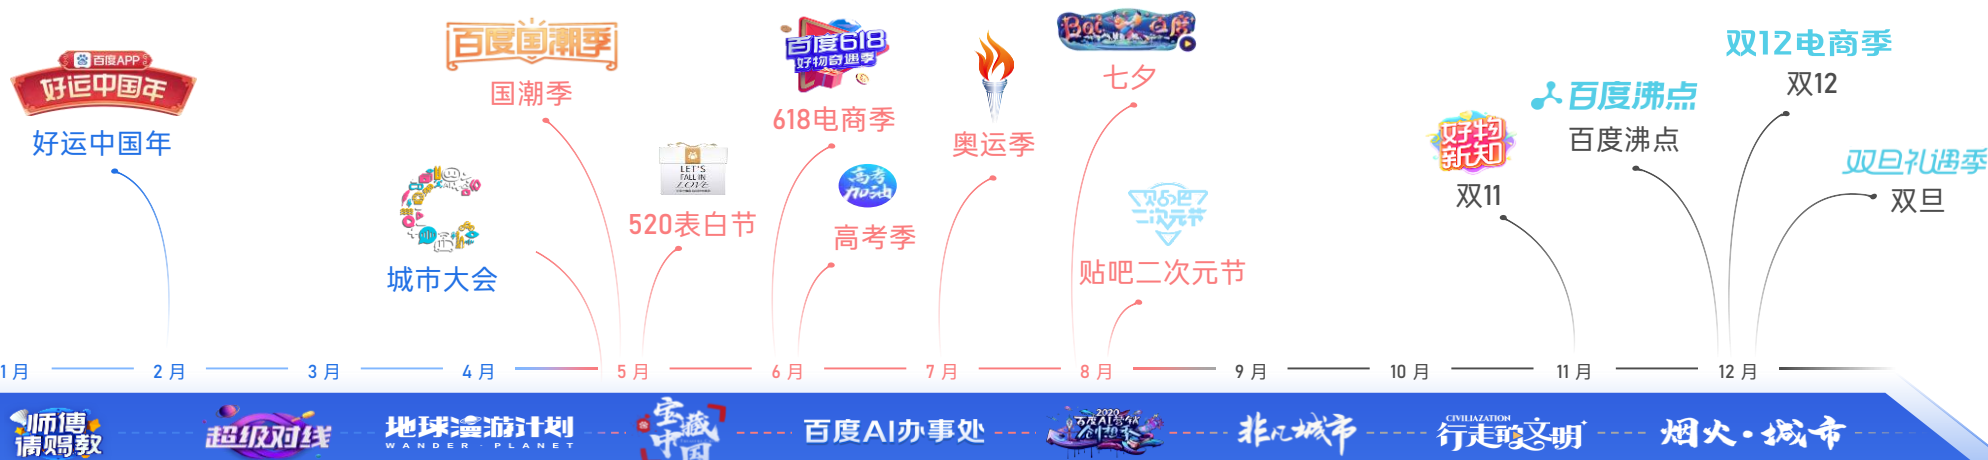 百度APP
好运中国年
好运中国年
城市大会
百度国潮季
国潮季
LET'S
FALL IN
LOVE
520表白节
百度618
好物奇遇季
618电商季
高考
加油
高考季
奥运季
七夕
贴吧
二次元节
贴吧二次元节
好物
新知
双11
百度沸点
百度沸点
双12电商季
双12
双旦礼遇季
双旦
1月
2月
3月
4月
5月
6月
7月
8月
9月
10月
11月
12月
师傅
请赐教
超级对线
地球漫游计划
WANDER PLANET
宝藏
中国
百度AI办事处
2020
非凡城市
CIVILIAZATION
行走的文明
烟火·城市